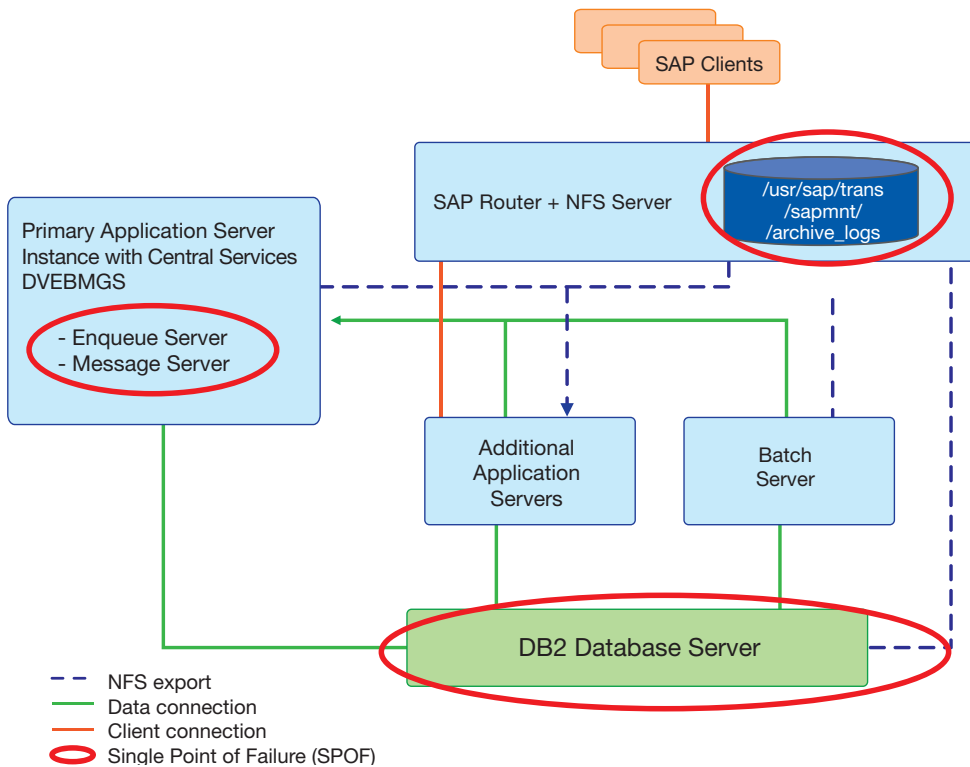 SAP Clients
SAP Router + NFS Server
/usr/sap/trans
/sapmnt/
/archive_logs
Primary Application Server
Instance with Central Services
DVEBMGS
- Enqueue Server
- Message Server
Additional
Application
Servers
Batch
Server
DB2 Database Server
NFS export
Data connection
Client connection
Single Point of Failure (SPOF)